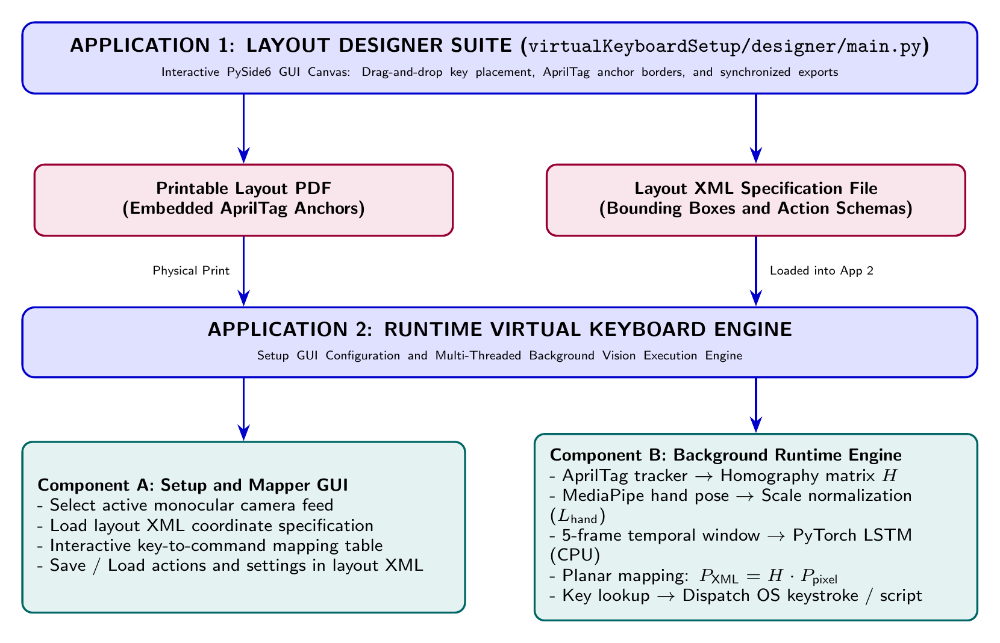 APPLICATION 1: LAYOUT DESIGNER SUITE (virtualKeyboardSetup/designer/main.py)
Interactive PySide6 GUI Canvas: Drag-and-drop key placement, AprilTag anchor borders, and synchronized exports
Printable Layout PDF
(Embedded AprilTag Anchors)
Layout XML Specification File
(Bounding Boxes and Action Schemas)
Physical Print
Loaded into App 2
APPLICATION 2: RUNTIME VIRTUAL KEYBOARD ENGINE
Setup GUI Configuration and Multi-Threaded Background Vision Execution Engine
Component A: Setup and Mapper GUI
- Select active monocular camera feed
- Load layout XML coordinate specification
- Interactive key-to-command mapping table
- Save / Load actions and settings in layout XML
Component B: Background Runtime Engine
- AprilTag tracker → Homography matrix H
- MediaPipe hand pose → Scale normalization
(L_hand)
- 5-frame temporal window → PyTorch LSTM
(CPU)
- Planar mapping: P_XML = H · P_pixel
- Key lookup → Dispatch OS keystroke / script